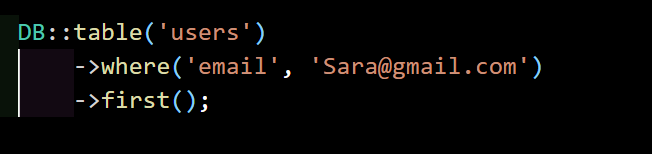 DB::table('users')
    ->where('email', 'Sara@gmail.com')
    ->first();